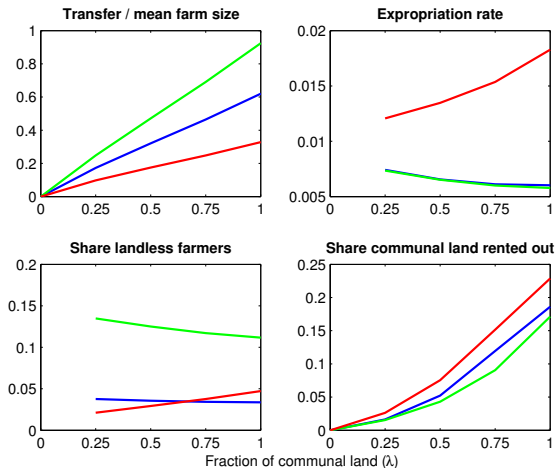 Transfer / mean farm size
1
0.8
0.6
0.4
0.2
0
0 0.25 0.5 0.75 1
Expropriation rate
0.02
0.015
0.01
0.005
0 0.25 0.5 0.75 1
Share landless farmers
0.2
0.15
0.1
0.05
0
0 0.25 0.5 0.75 1
Share communal land rented out
0.25
0.2
0.15
0.1
0.05
0
0 0.25 0.5 0.75 1
Fraction of communal land (λ)